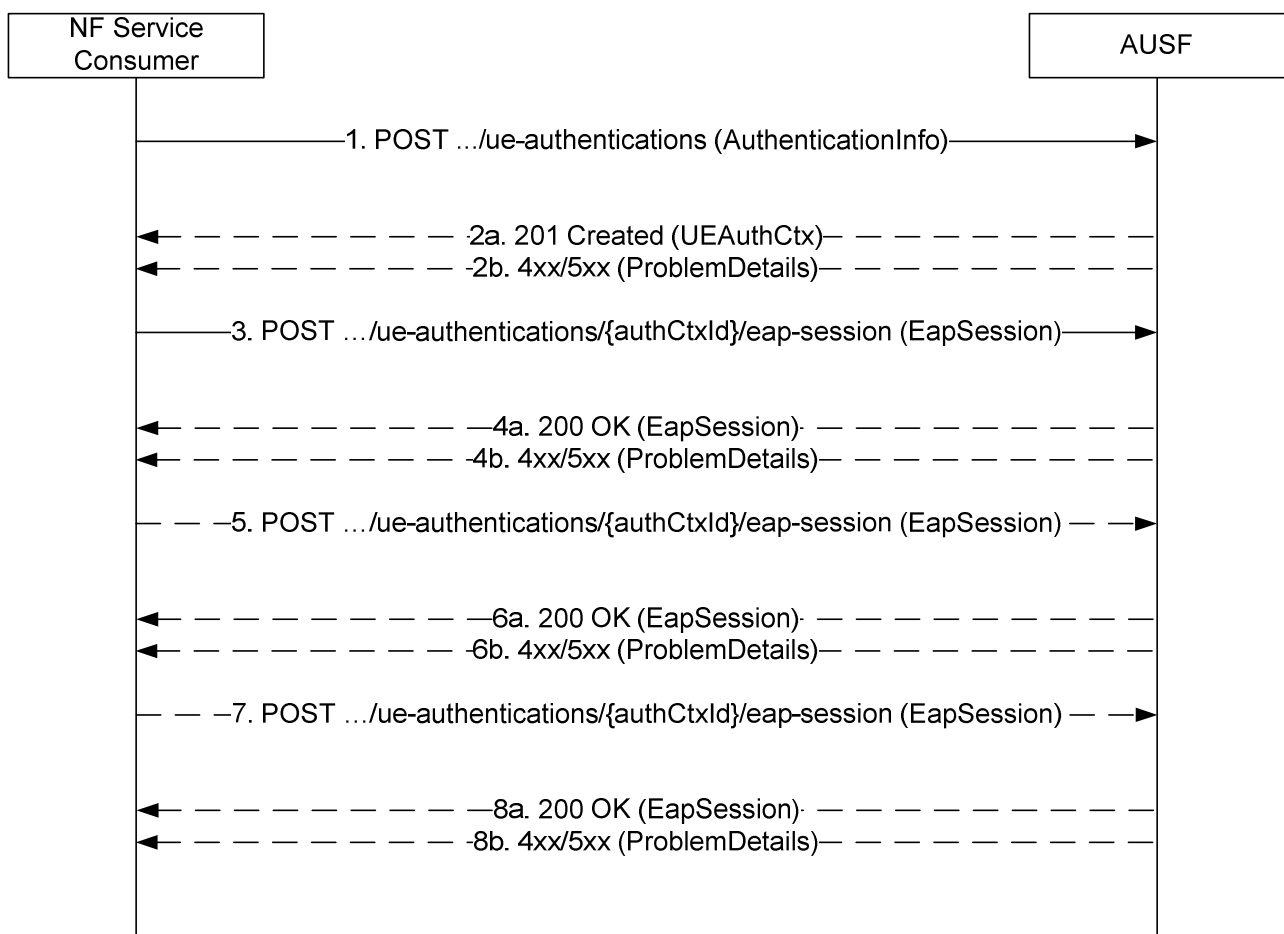 NF Service
Consumer
AUSF
1. POST .../ue-authentications (AuthenticationInfo)
2a. 201 Created (UEAuthCtx)
2b. 4xx/5xx (ProblemDetails)
3. POST …/ue-authentications/{authCtxId}/eap-session (EapSession)
4a. 200 OK (EapSession)
4b. 4xx/5xx (ProblemDetails)
5. POST …/ue-authentications/{authCtxId}/eap-session (EapSession)
6a. 200 OK (EapSession)
6b. 4xx/5xx (ProblemDetails)
7. POST …/ue-authentications/{authCtxId}/eap-session (EapSession)
8a. 200 OK (EapSession)
8b. 4xx/5xx (ProblemDetails)